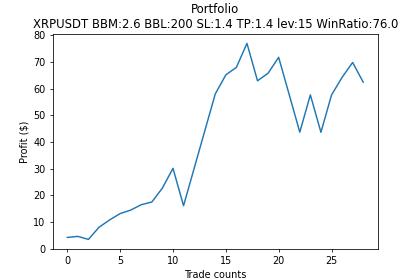 Portfolio
XRPUSDT BBM:2.6 BBL:200 SL:1.4 TP:1.4 lev:15 WinRatio:76.0
80
70
60
50
40
30
20
10
0
Profit ($)
0 5 10 15 20 25
Trade counts